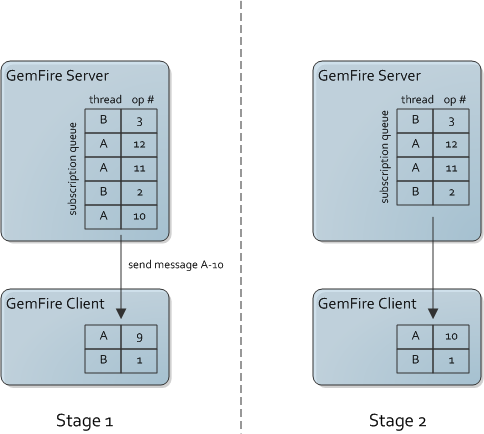 GemFire Server
thread op #
subscription queue
B 3
A 12
A 11
B 2
A 10
send message A-10
GemFire Client
A 9
B 1
Stage 1
GemFire Server
thread op #
subscription queue
B 3
A 12
A 11
B 2
GemFire Client
A 10
B 1
Stage 2